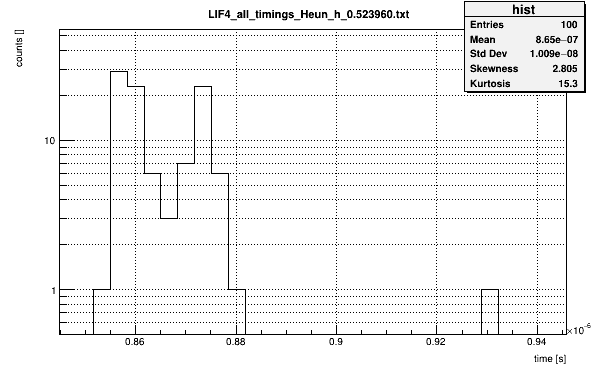 LIF4_all_timings_Heun_h_0.523960.txt
hist
Entries 100
Mean 8.65e−07
Std Dev 1.009e−08
Skewness 2.805
Kurtosis 15.3
counts []
10
1
0.86 0.88 0.9 0.92 0.94
×10⁻⁶
time [s]